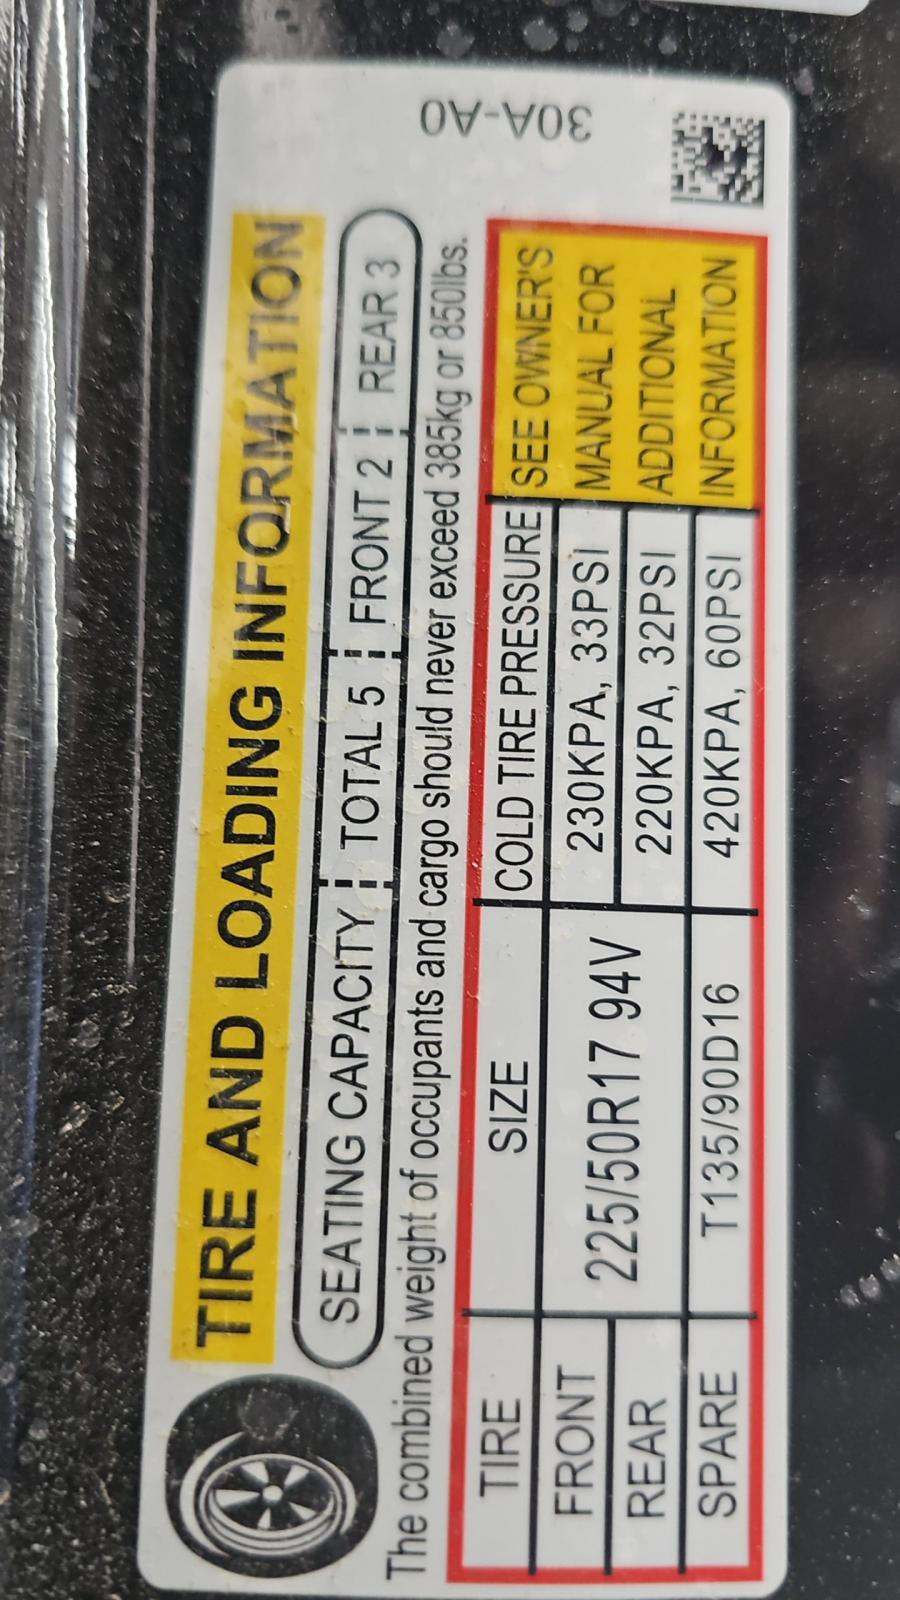 TIRE AND LOADING INFORMATION
SEATING CAPACITY TOTAL 5 FRONT 2 REAR 3
The combined weight of occupants and cargo should never exceed 385kg or 850lbs.
TIRE SIZE COLD TIRE PRESSURE
FRONT 225/50R17 94V 230KPA, 33PSI
REAR 220KPA, 32PSI
SPARE T135/90D16 420KPA, 60PSI
SEE OWNER'S
MANUAL FOR
ADDITIONAL
INFORMATION
30A-A0